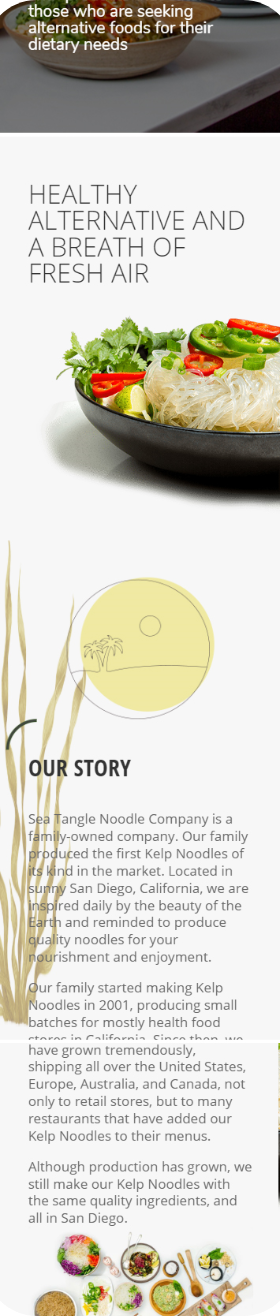 those who are seeking
alternative foods for their
dietary needs
HEALTHY
ALTERNATIVE AND
A BREATH OF
FRESH AIR
OUR STORY
Sea Tangle Noodle Company is a
family-owned company. Our family
produced the first Kelp Noodles of
its kind in the market. Located in
sunny San Diego, California, we are
inspired daily by the beauty of the
Earth and reminded to produce
quality noodles for your
nourishment and enjoyment.
Our family started making Kelp
Noodles in 2001, producing small
batches for mostly health food
stores in California. Since then, we
have grown tremendously,
shipping all over the United States,
Europe, Australia, and Canada, not
only to retail stores, but to many
restaurants that have added our
Kelp Noodles to their menus.
Although production has grown, we
still make our Kelp Noodles with
the same quality ingredients, and
all in San Diego.